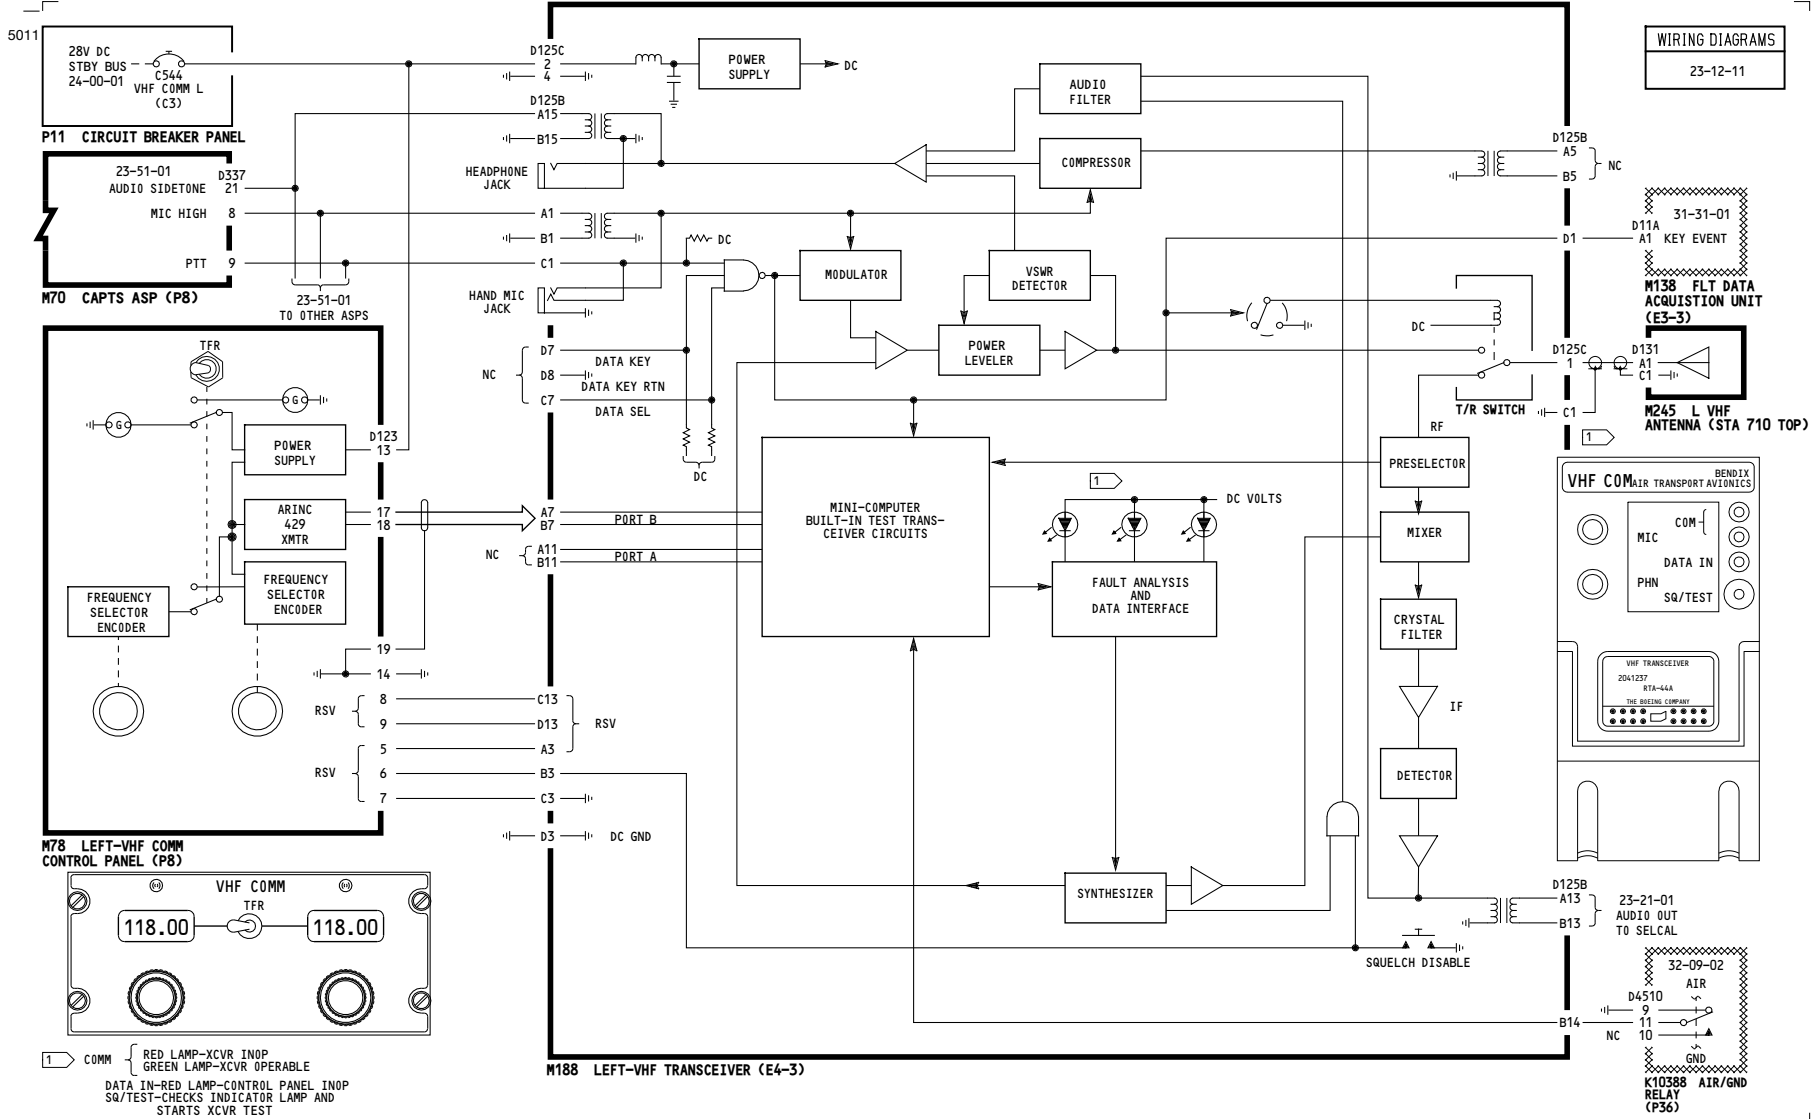 5011
28V DC
STBY BUS
24-00-01
C544
VHF COMM L
(C3)
P11 CIRCUIT BREAKER PANEL
23-51-01
AUDIO SIDETONE
D337
21
MIC HIGH 8
PTT 9
M70 CAPTS ASP (P8)
23-51-01
TO OTHER ASPS
TFR
G
G
POWER
SUPPLY
D123
13
ARINC
429
XMTR
17
18
FREQUENCY
SELECTOR
ENCODER
FREQUENCY
SELECTOR
ENCODER
19
14
RSV
8
9
RSV
5
6
7
M78 LEFT-VHF COMM
CONTROL PANEL (P8)
VHF COMM
TFR
118.00
118.00
1 COMM
RED LAMP-XCVR INOP
GREEN LAMP-XCVR OPERABLE
DATA IN-RED LAMP-CONTROL PANEL INOP
SQ/TEST-CHECKS INDICATOR LAMP AND
STARTS XCVR TEST
D125C
2
4
D125B
A15
B15
HEADPHONE
JACK
A1
B1
C1
HAND MIC
JACK
NC
D7
D8
C7
DATA KEY
DATA KEY RTN
DATA SEL
A7
B7
PORT B
NC
A11
B11
PORT A
C13
D13
A3
RSV
B3
C3
D3
DC GND
POWER
SUPPLY
DC
DC
DC
AUDIO
FILTER
COMPRESSOR
MODULATOR
VSWR
DETECTOR
POWER
LEVELER
MINI-COMPUTER
BUILT-IN TEST TRANS-
CEIVER CIRCUITS
1
DC VOLTS
FAULT ANALYSIS
AND
DATA INTERFACE
SYNTHESIZER
DC
T/R SWITCH
RF
PRESELECTOR
MIXER
CRYSTAL
FILTER
IF
DETECTOR
SQUELCH DISABLE
M188 LEFT-VHF TRANSCEIVER (E4-3)
WIRING DIAGRAMS
23-12-11
D125B
A5
B5
NC
D1
31-31-01
D11A
A1 KEY EVENT
M138 FLT DATA
ACQUISTION UNIT
(E3-3)
D125C
1
C1
D131
A1
C1
M245 L VHF
ANTENNA (STA 710 TOP)
1
VHF COM
BENDIX
AIR TRANSPORT AVIONICS
COM
MIC
DATA IN
PHN
SQ/TEST
VHF TRANSCEIVER
2041237
RTA-44A
THE BOEING COMPANY
D125B
A13
B13
23-21-01
AUDIO OUT
TO SELCAL
B14
32-09-02
AIR
D4510
9
11
NC 10
GND
K10388 AIR/GND
RELAY
(P36)